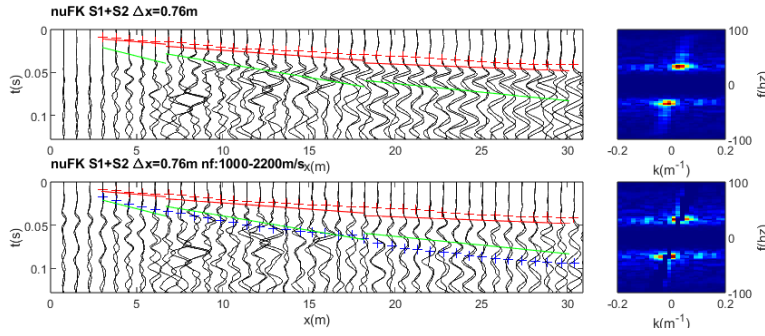 nuFK S1+S2 △x=0.76m
0
0.05
0.1
t(s)
0 5 10 15 20 25 30
x(m)
100
0
-100
f(hz)
-0.2 0 0.2
k(m-1)
nuFK S1+S2 △x=0.76m nf:1000-2200m/s
0
0.05
0.1
t(s)
0 5 10 15 20 25 30
x(m)
100
0
-100
f(hz)
-0.2 0 0.2
k(m-1)